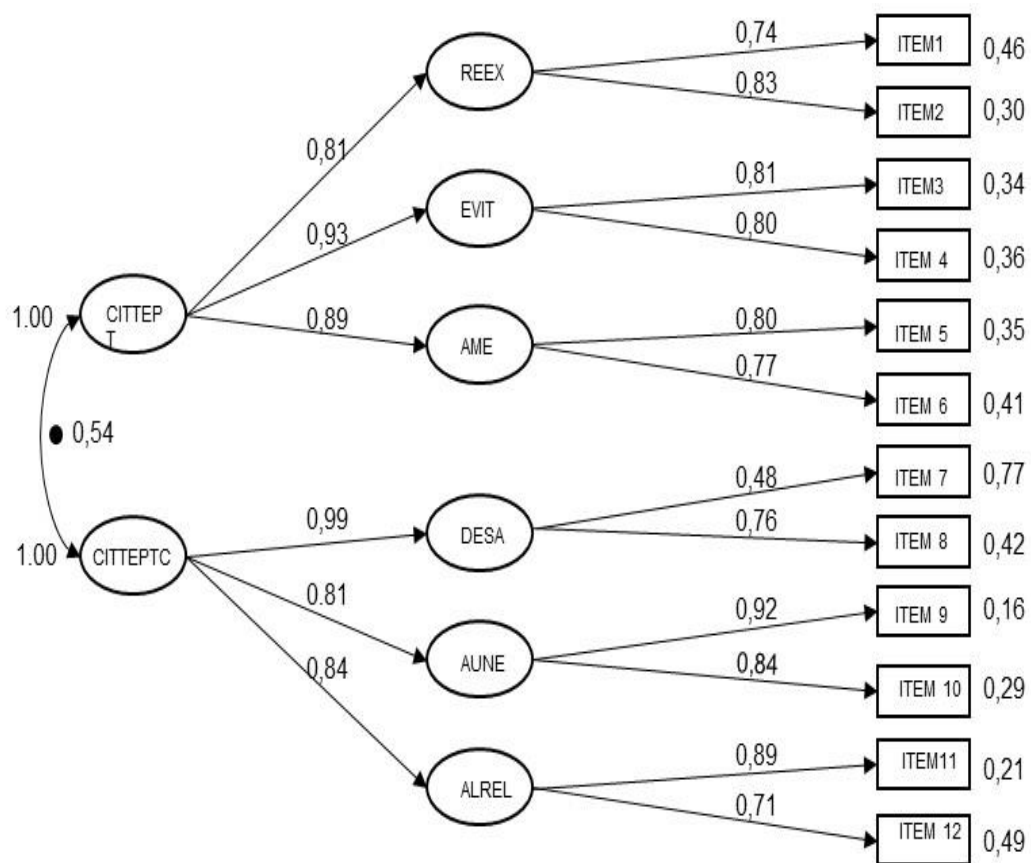 0,74
ITEM1
0,46
REEX
0,83
ITEM2
0,30
0,81
0,81
ITEM3
0,34
EVIT
0,93
0,80
ITEM 4
0,36
1.00
CITTEP
T
0,89
AME
0,80
ITEM 5
0,35
0,77
ITEM 6
0,41
0,54
0,48
ITEM 7
0,77
1.00
CITTEPTC
0,99
DESA
0,76
ITEM 8
0,42
0.81
0,92
ITEM 9
0,16
AUNE
0,84
0,84
ITEM 10
0,29
0,89
ITEM11
0,21
ALREL
0,71
ITEM 12
0,49